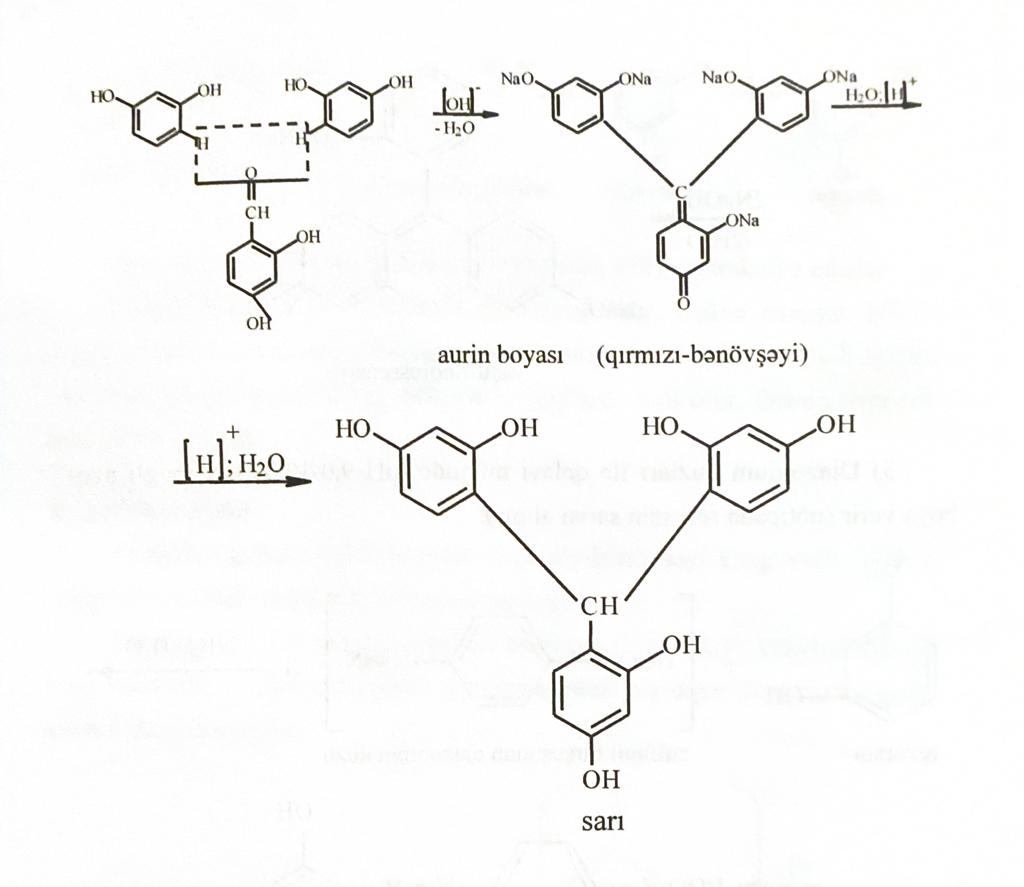 HO OH HO OH
H H
O
CH
OH
OH
[OH]⁻
- H₂O
NaO ONa NaO ONa
C
ONa
O
H₂O; [H]⁺
aurin boyası (qırmızı-bənövşəyi)
[H]⁺; H₂O
HO OH HO OH
CH
OH
OH
sarı